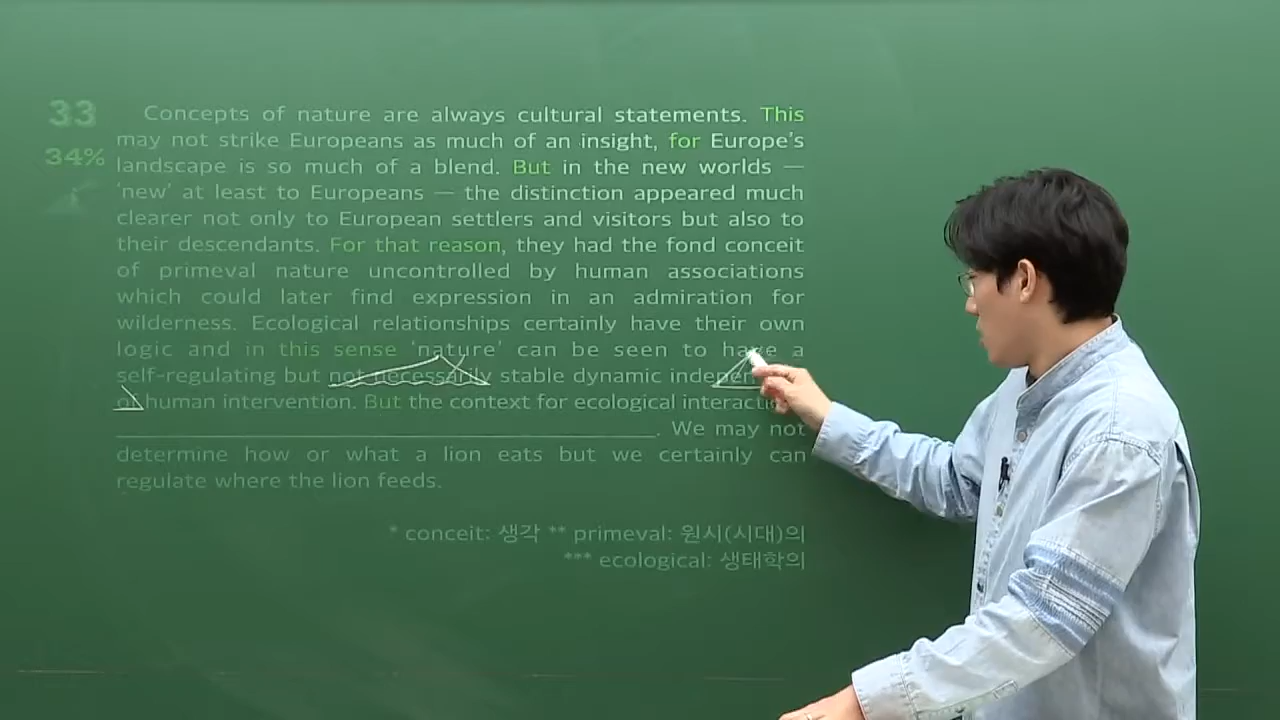 33
34%
Concepts of nature are always cultural statements. This
may not strike Europeans as much of an insight, for Europe's
landscape is so much of a blend. But in the new worlds —
'new' at least to Europeans — the distinction appeared much
clearer not only to European settlers and visitors but also to
their descendants. For that reason, they had the fond conceit
of primeval nature uncontrolled by human associations
which could later find expression in an admiration for
wilderness. Ecological relationships certainly have their own
logic and in this sense 'nature' can be seen to have a
self-regulating but not necessarily stable dynamic
human intervention. But the context for ecological
. We may not
determine how or what a lion eats but we certainly can
regulate where the lion feeds.
* conceit: 생각 ** primeval: 원시(시대)의
*** ecological: 생태학의